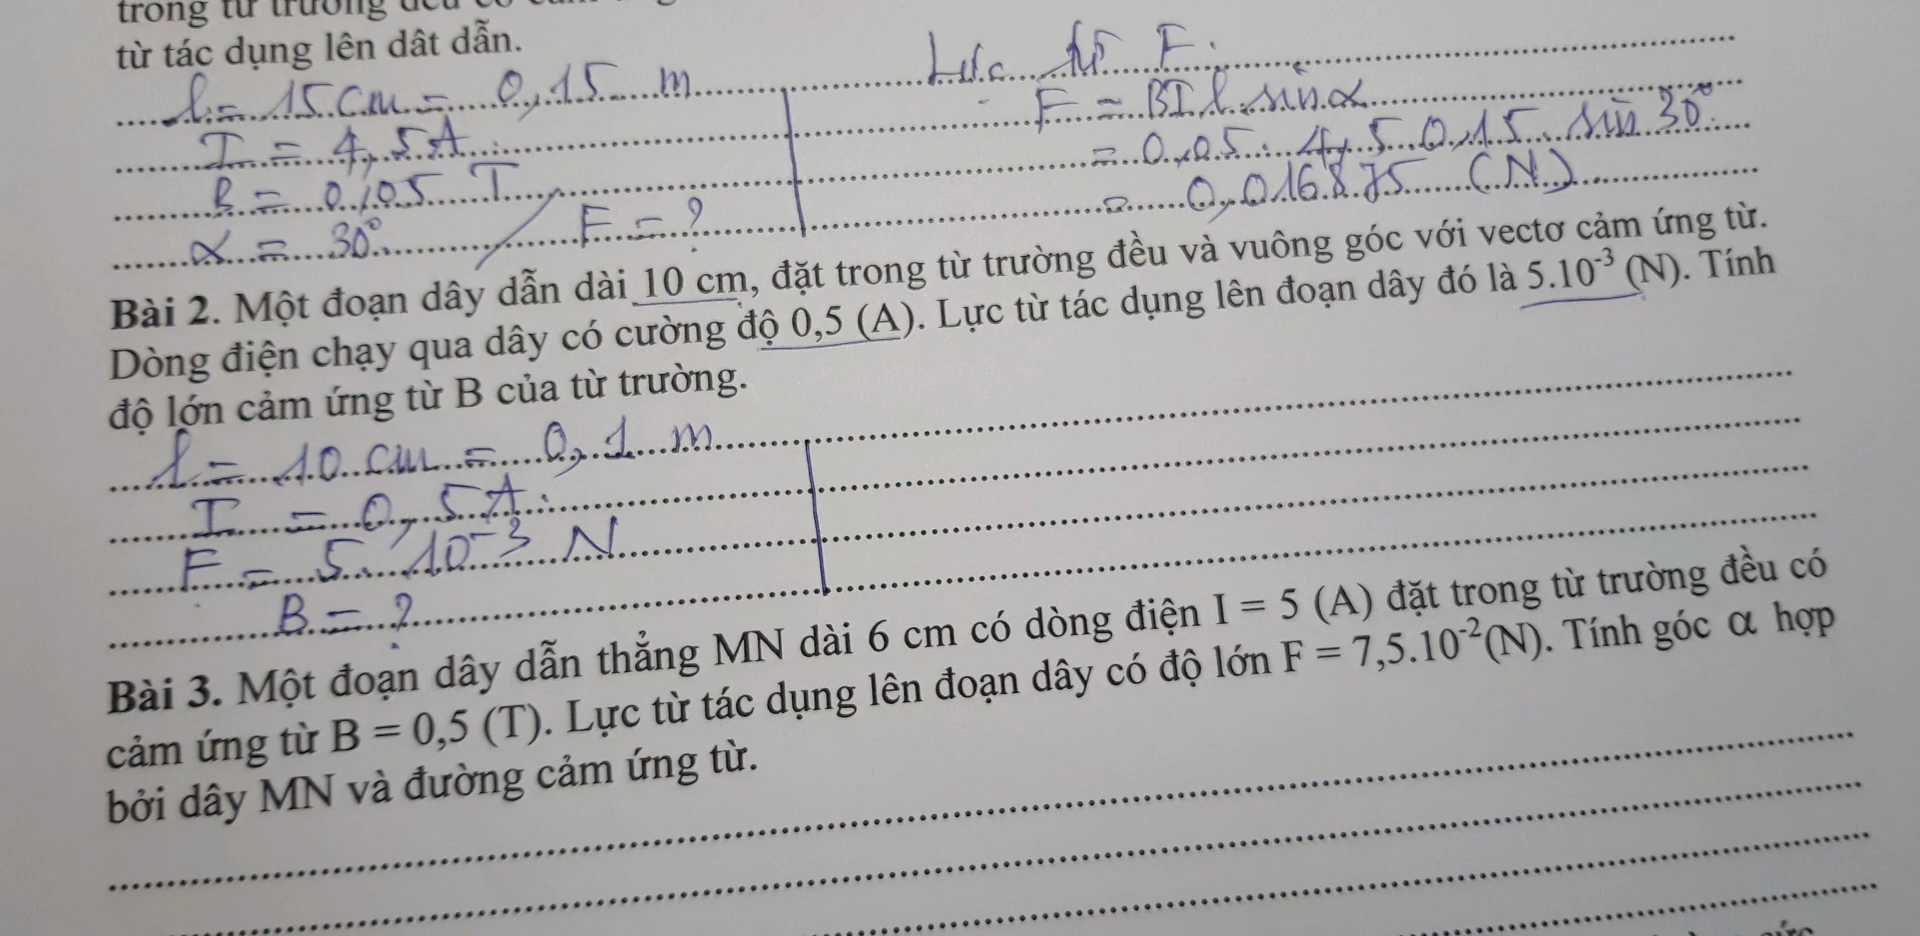 từ tác dụng lên dât dẫn.
l = 15 cm = 0,15 m
I = 4,5A
B = 0,05 T
α = 30° / F = ?
Lực từ F:
F = BIl.sinα
= 0,05. 4,5.0,15. sin 30°
= 0,016875 (N)
Bài 2. Một đoạn dây dẫn dài 10 cm, đặt trong từ trường đều và vuông góc với vectơ cảm ứng từ.
Dòng điện chạy qua dây có cường độ 0,5 (A). Lực từ tác dụng lên đoạn dây đó là 5.10⁻³ (N). Tính
độ lớn cảm ứng từ B của từ trường.
l = 10 cm = 0,1 m
I = 0,5A
F = 5. 10⁻³ N
B = ?
Bài 3. Một đoạn dây dẫn thẳng MN dài 6 cm có dòng điện I = 5 (A) đặt trong từ trường đều có
cảm ứng từ B = 0,5 (T). Lực từ tác dụng lên đoạn dây có độ lớn F = 7,5.10⁻²(N). Tính góc α hợp
bởi dây MN và đường cảm ứng từ.